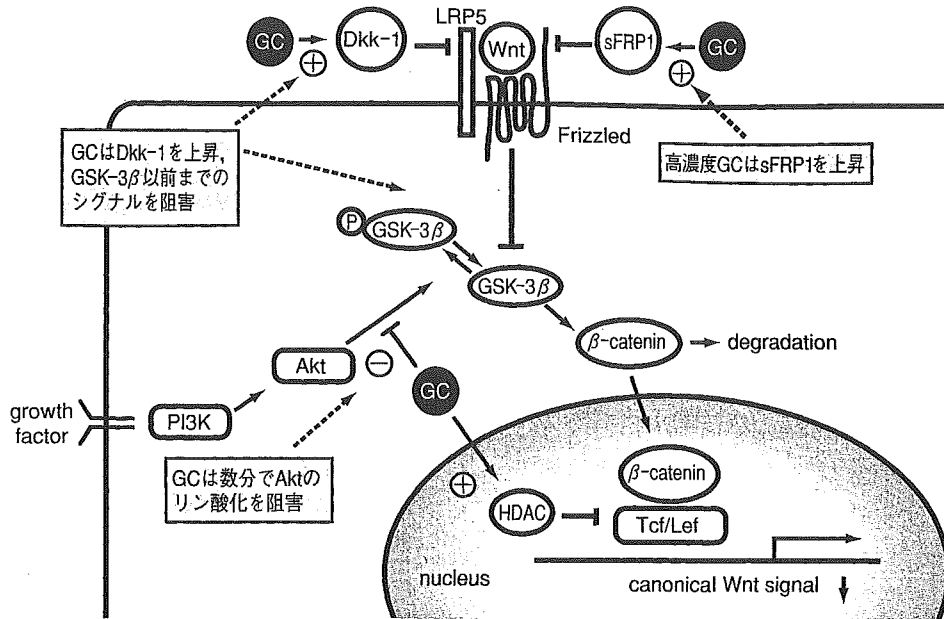 LRP5
GC
Dkk-1
Wnt
sFRP1
GC
+
+
Frizzled
GCはDkk-1を上昇,
GSK-3β以前までの
シグナルを阻害
高濃度GCはsFRP1を上昇
P
GSK-3β
GSK-3β
β-catenin
degradation
Akt
−
GC
growth
factor
PI3K
GCは数分でAktの
リン酸化を阻害
+
β-catenin
HDAC
Tcf/Lef
nucleus
canonical Wnt signal